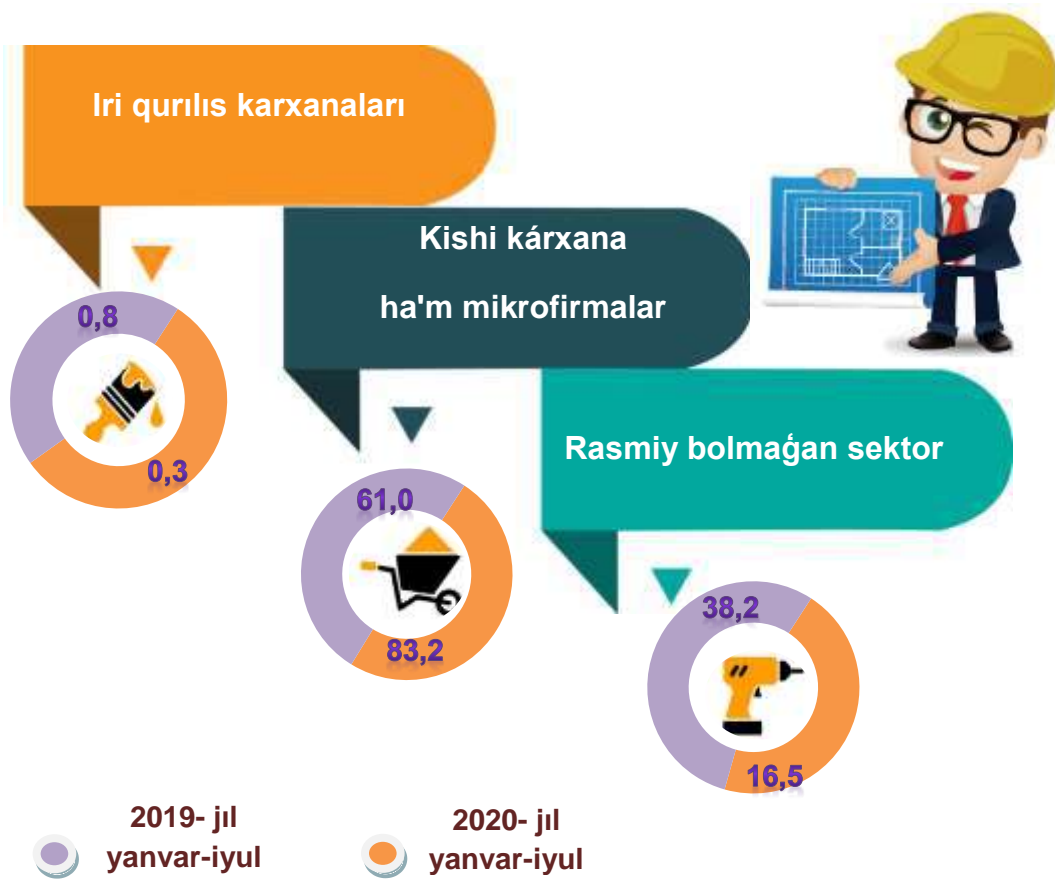 Iri qurılıs karxanaları
Kishi kárxana
ha'm mikrofirmalar
Rasmiy bolmaǵan sektor
0,8
0,3
61,0
83,2
38,2
16,5
2019- jıl
yanvar-iyul
2020- jıl
yanvar-iyul